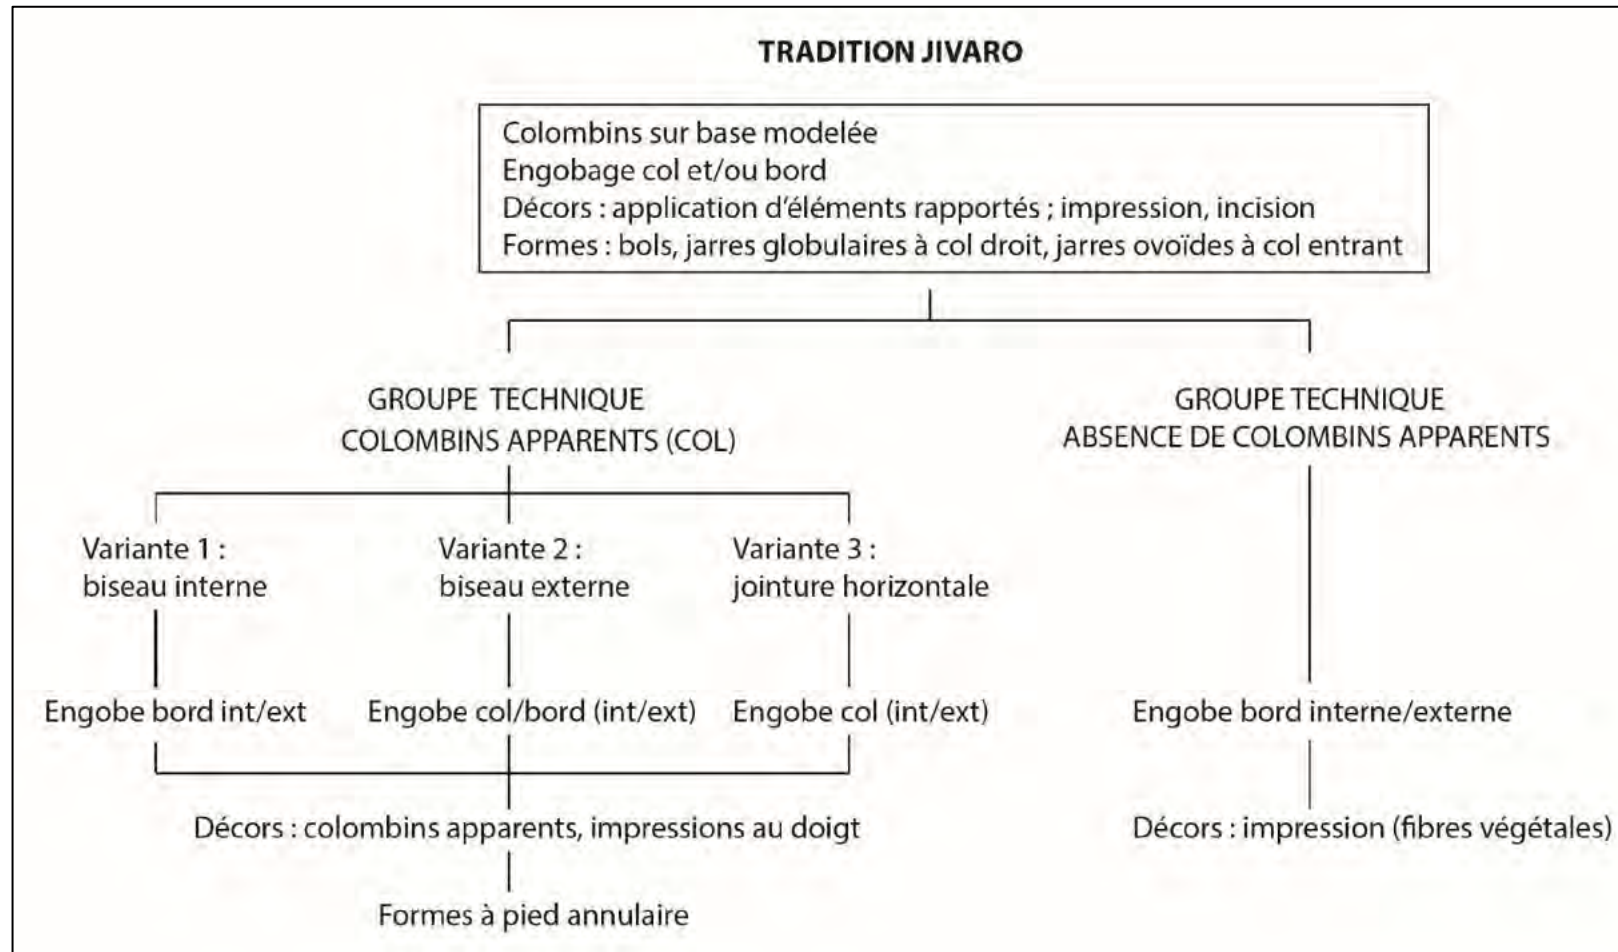 TRADITION JIVARO
Colombins sur base modelée
Engobage col et/ou bord
Décors : application d'éléments rapportés ; impression, incision
Formes : bols, jarres globulaires à col droit, jarres ovoïdes à col entrant
GROUPE TECHNIQUE
COLOMBINS APPARENTS (COL)
GROUPE TECHNIQUE
ABSENCE DE COLOMBINS APPARENTS
Variante 1 :
biseau interne
Variante 2 :
biseau externe
Variante 3 :
jointure horizontale
Engobe bord int/ext
Engobe col/bord (int/ext)
Engobe col (int/ext)
Engobe bord interne/externe
Décors : colombins apparents, impressions au doigt
Décors : impression (fibres végétales)
Formes à pied annulaire